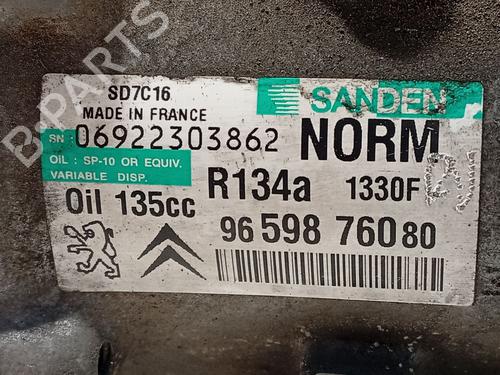 B-PARTS
SD7C16
SANDEN
MADE IN FRANCE
SN 06922303862
NORM
OIL : SP-10 OR EQUIV.
VARIABLE DISP.
R134a 1330F
Oil 135cc
96 598 760 80